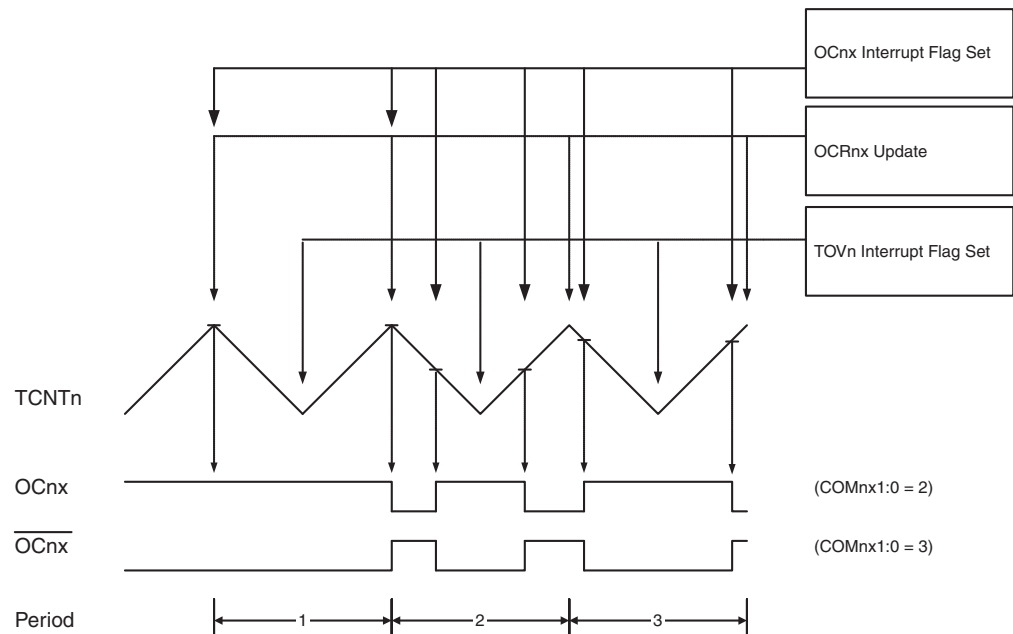 OCnx Interrupt Flag Set
OCRnx Update
TOVn Interrupt Flag Set
TCNTn
OCnx
(COMnx1:0 = 2)
OCnx
(COMnx1:0 = 3)
Period
1
2
3